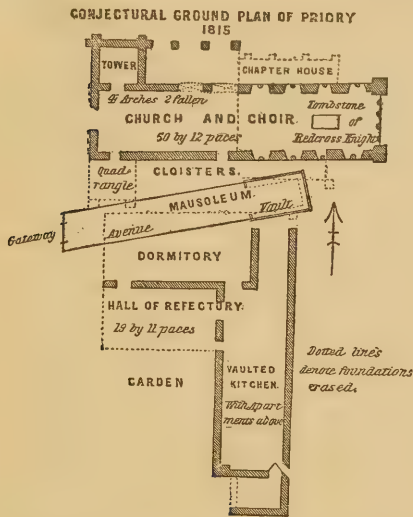 CONJECTURAL GROUND PLAN OF PRIORY
1815
TOWER
CHAPTER HOUSE
4 Arches 2 fallen
CHURCH AND CHOIR
50 by 12 paces
Tombstone
of
Redcross Knight
Quad
rangle
CLOISTERS.
MAUSOLEUM
Vault
Gateway
Avenue
DORMITORY
HALL OF REFECTORY.
19 by 11 paces
Dotted lines
denote foundations
erased.
GARDEN
VAULTED
KITCHEN.
With Apart
ments above